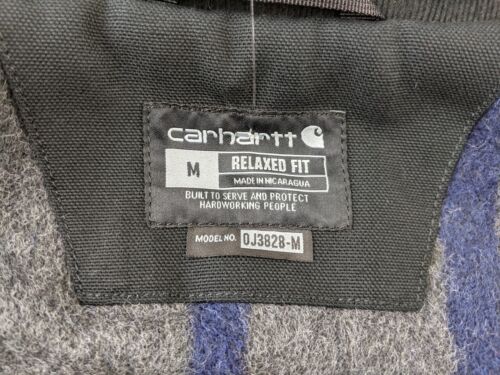 carhartt
M
RELAXED FIT
MADE IN NICARAGUA
BUILT TO SERVE AND PROTECT
HARDWORKING PEOPLE
MODEL NO. OJ3828-M